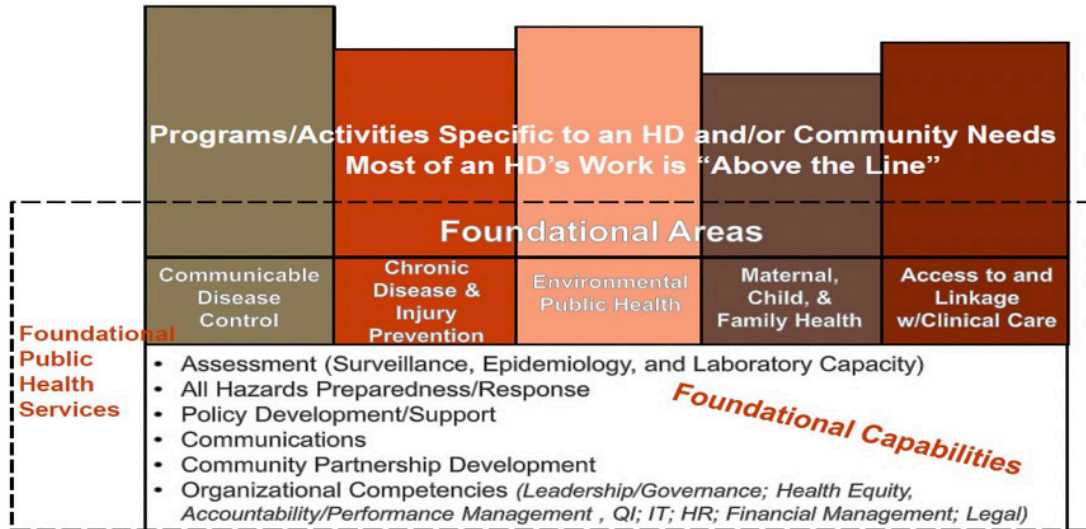 Programs/Activities Specific to an HD and/or Community Needs
Most of an HD's Work is “Above the Line”
Foundational Areas
Communicable
Disease
Control
Chronic
Disease &
Injury
Prevention
Environmental
Public Health
Maternal,
Child, &
Family Health
Access to and
Linkage
w/Clinical Care
Foundational
Public
Health
Services
• Assessment (Surveillance, Epidemiology, and Laboratory Capacity)
• All Hazards Preparedness/Response
• Policy Development/Support
• Communications
• Community Partnership Development
• Organizational Competencies (Leadership/Governance; Health Equity,
Accountability/Performance Management , QI; IT; HR; Financial Management; Legal)
Foundational Capabilities